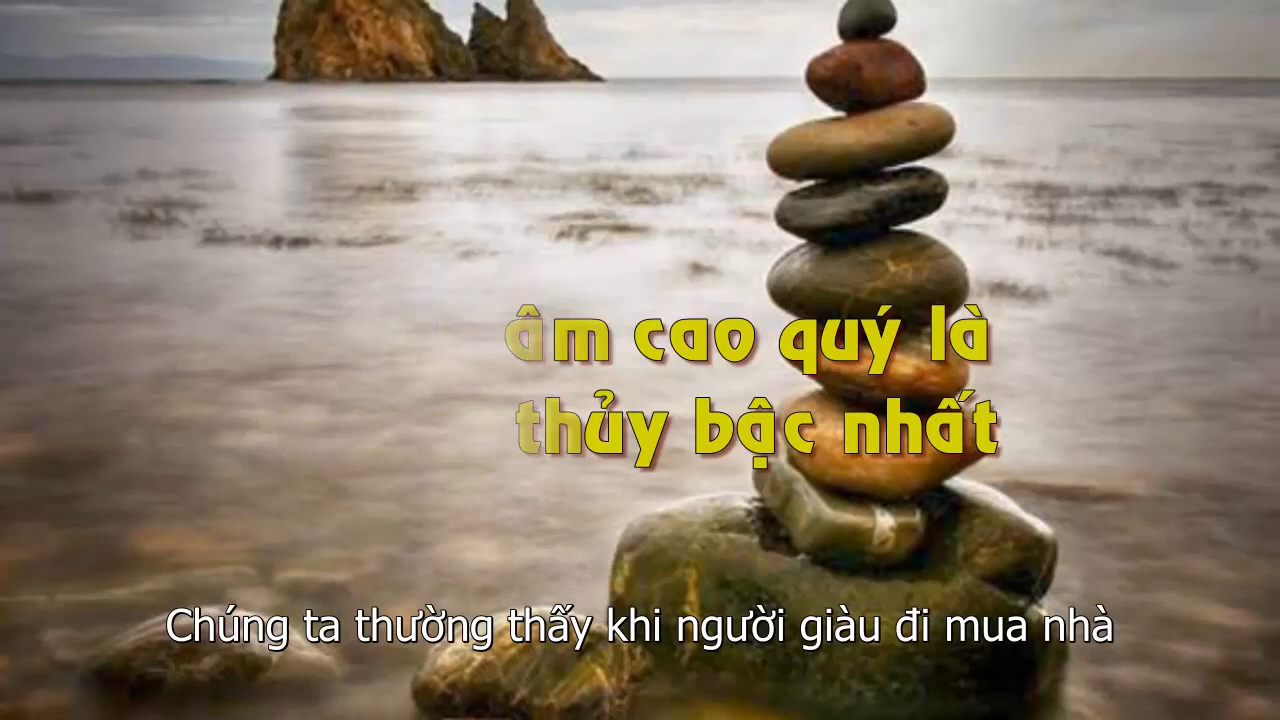 âm cao quý là
thủy bậc nhất
Chúng ta thường thấy khi người giàu đi mua nhà